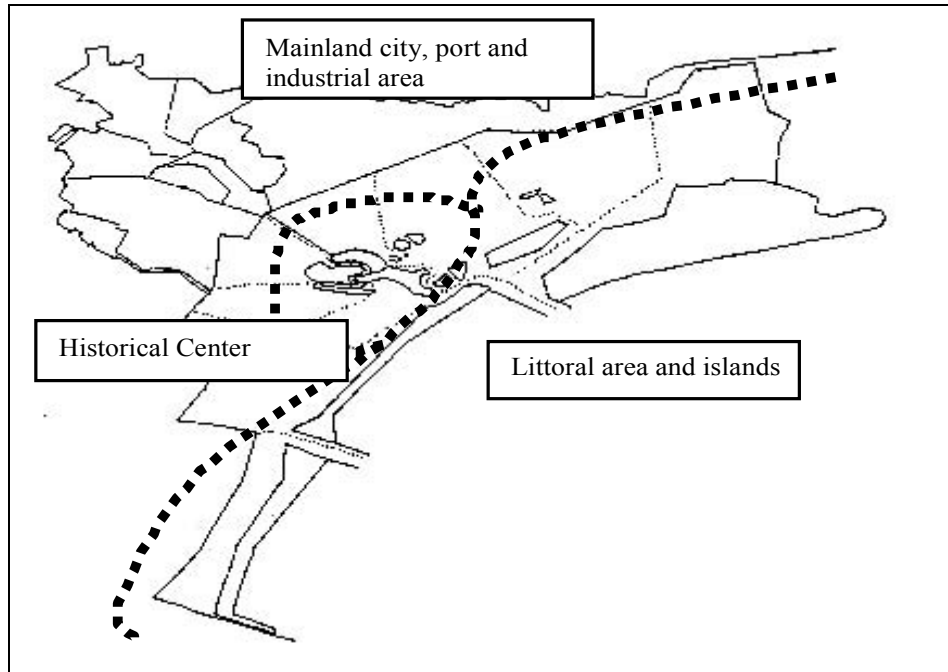 Mainland city, port and
industrial area
Historical Center
Littoral area and islands